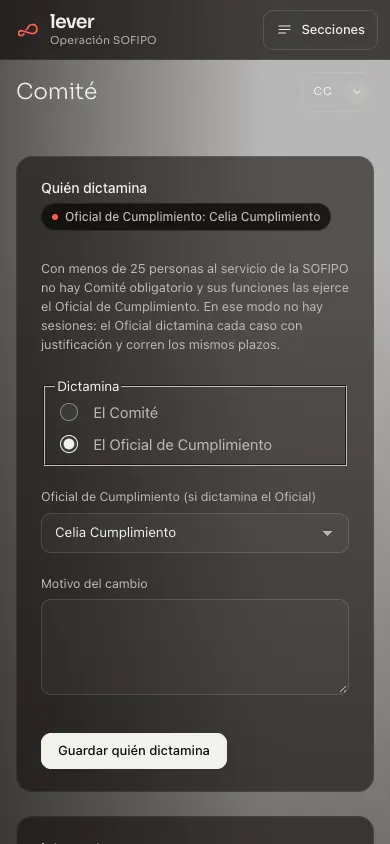 lever
Operación SOFIPO
Secciones
Comité
CC
Quién dictamina
Oficial de Cumplimiento: Celia Cumplimiento
Con menos de 25 personas al servicio de la SOFIPO
no hay Comité obligatorio y sus funciones las ejerce
el Oficial de Cumplimiento. En ese modo no hay
sesiones: el Oficial dictamina cada caso con
justificación y corren los mismos plazos.
Dictamina
El Comité
El Oficial de Cumplimiento
Oficial de Cumplimiento (si dictamina el Oficial)
Celia Cumplimiento
Motivo del cambio
Guardar quién dictamina